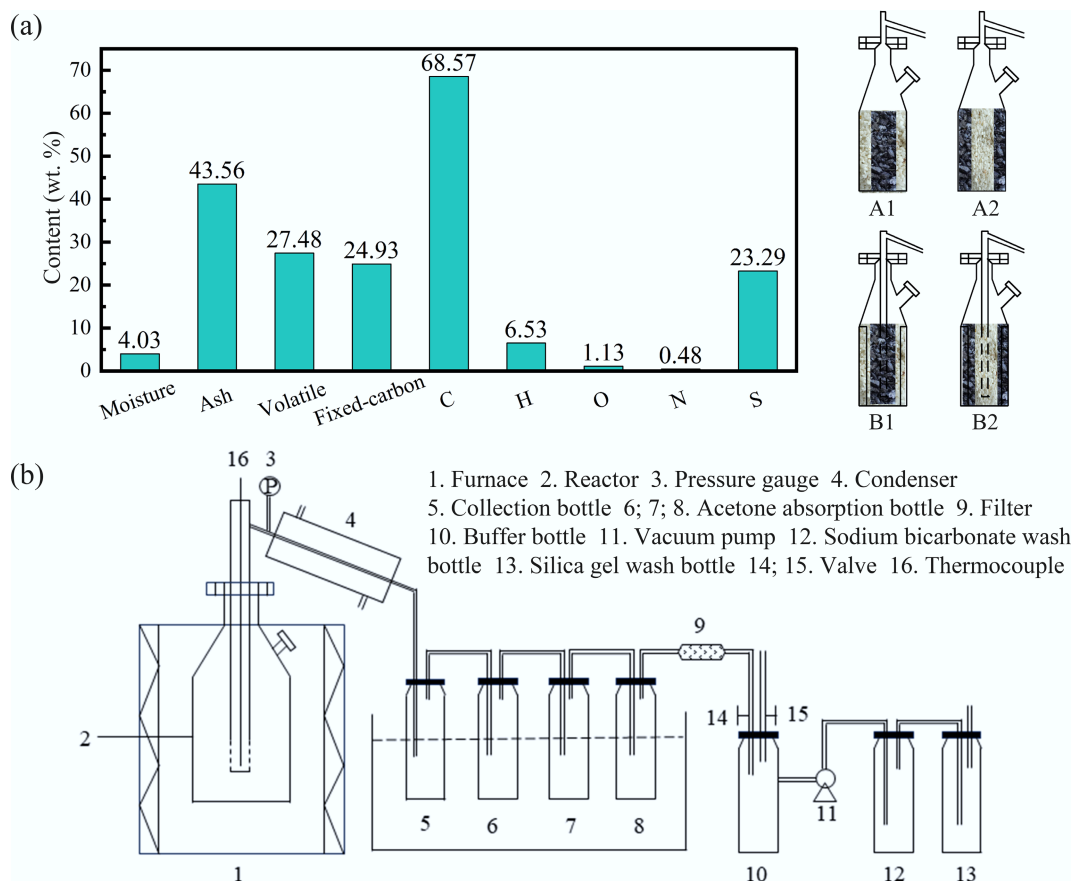 (a)
Content (wt. %)
70
60
50
40
30
20
10
0
4.03
43.56
27.48
24.93
68.57
6.53
1.13
0.48
23.29
Moisture
Ash
Volatile
Fixed-carbon
C
H
O
N
S
A1
A2
B1
B2
(b)
1. Furnace 2. Reactor 3. Pressure gauge 4. Condenser
5. Collection bottle 6; 7; 8. Acetone absorption bottle 9. Filter
10. Buffer bottle 11. Vacuum pump 12. Sodium bicarbonate wash
bottle 13. Silica gel wash bottle 14; 15. Valve 16. Thermocouple
16
3
P
4
9
14
15
2
5
6
7
8
11
1
10
12
13